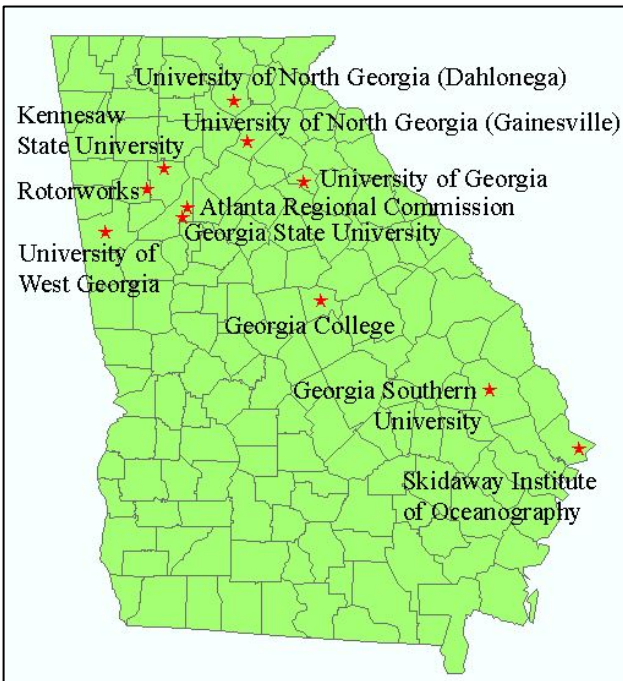 University of North Georgia (Dahlonega)
Kennesaw
State University
University of North Georgia (Gainesville)
Rotorworks
University of Georgia
Atlanta Regional Commission
Georgia State University
University of
West Georgia
Georgia College
Georgia Southern
University
Skidaway Institute
of Oceanography